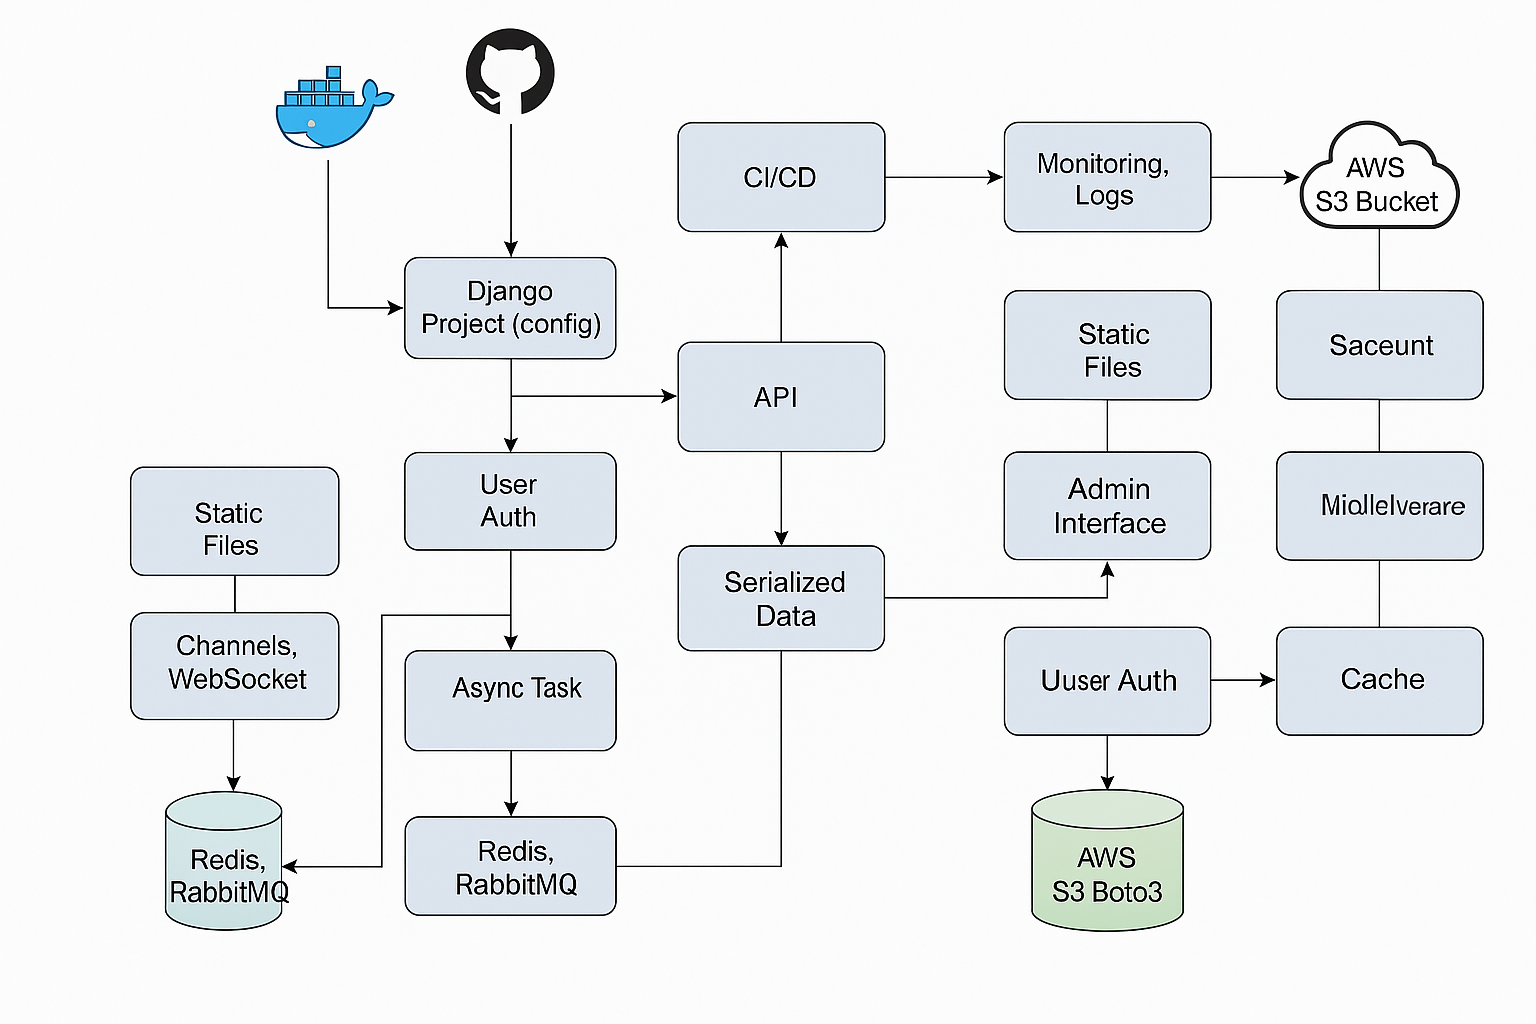 Django
Project (config)
CI/CD
Monitoring,
Logs
AWS
S3 Bucket
API
Static
Files
Saceunt
User
Auth
Admin
Interface
Miodlelverare
Static
Files
Channels,
WebSocket
Async Task
Serialized
Data
Uuser Auth
Cache
Redis,
RabbitMQ
Redis,
RabbitMQ
AWS
S3 Boto3